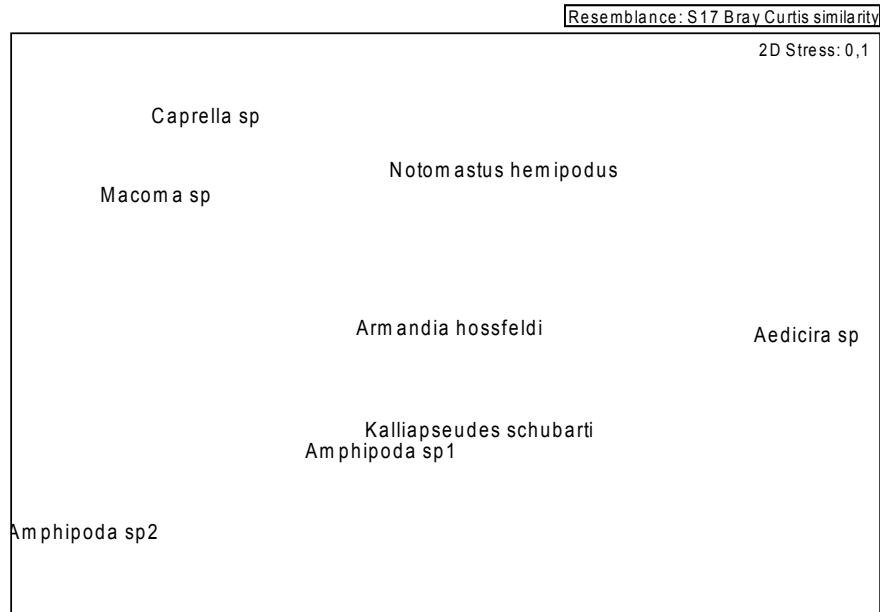 Resemblance: S17 Bray Curtis similarity
2D Stress: 0,1
Caprella sp
Notomastus hemipodus
Macoma sp
Armandia hossfeldi
Aedicira sp
Kalliapseudes schubarti
Amphipoda sp1
Amphipoda sp2